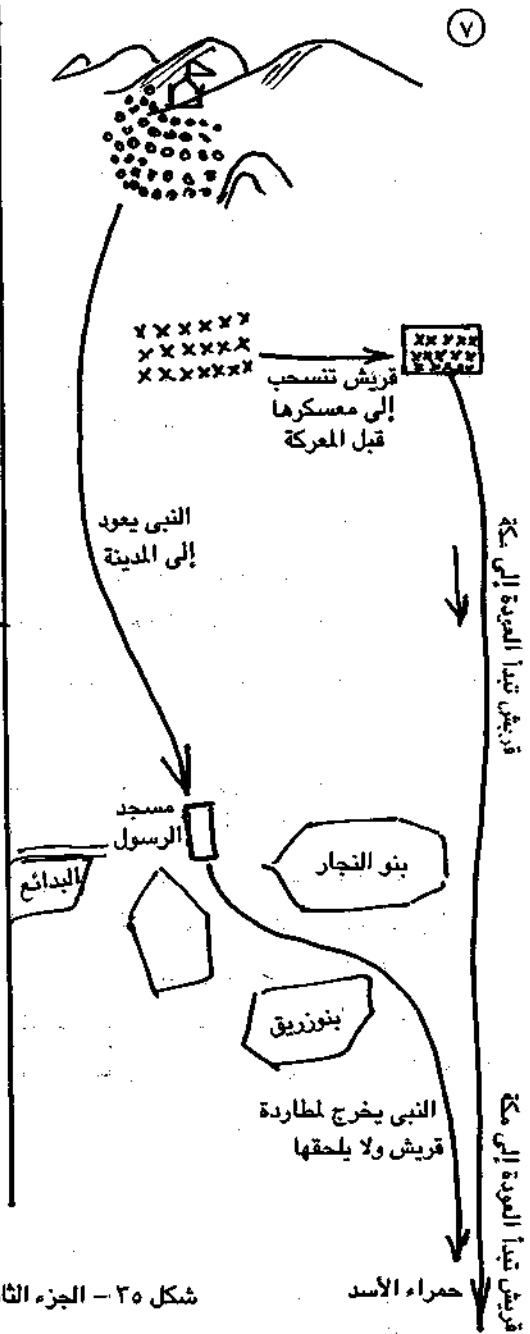 ٧
قريش تنسحب
إلى معسكرها
قبل المعركة
النبى يعود
إلى المدينة
قريش تبدأ العودة إلى مكة
مسجد
الرسول
البدائع
بنو النجار
بنوزريق
النبى يخرج لمطاردة
قريش ولا يلحقها
قريش تبدأ العودة إلى مكة
حمراء الأسد
شكل ٣٥ – الجزء الثا